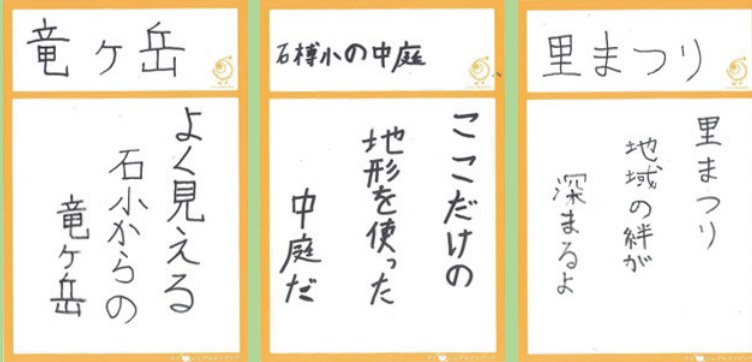 竜ヶ岳
よく見える
石小からの
竜ヶ岳
石榑小の中庭
ここだけの
地形を使った
中庭だ
里まつり
里まつり
地域の絆が
深まるよ